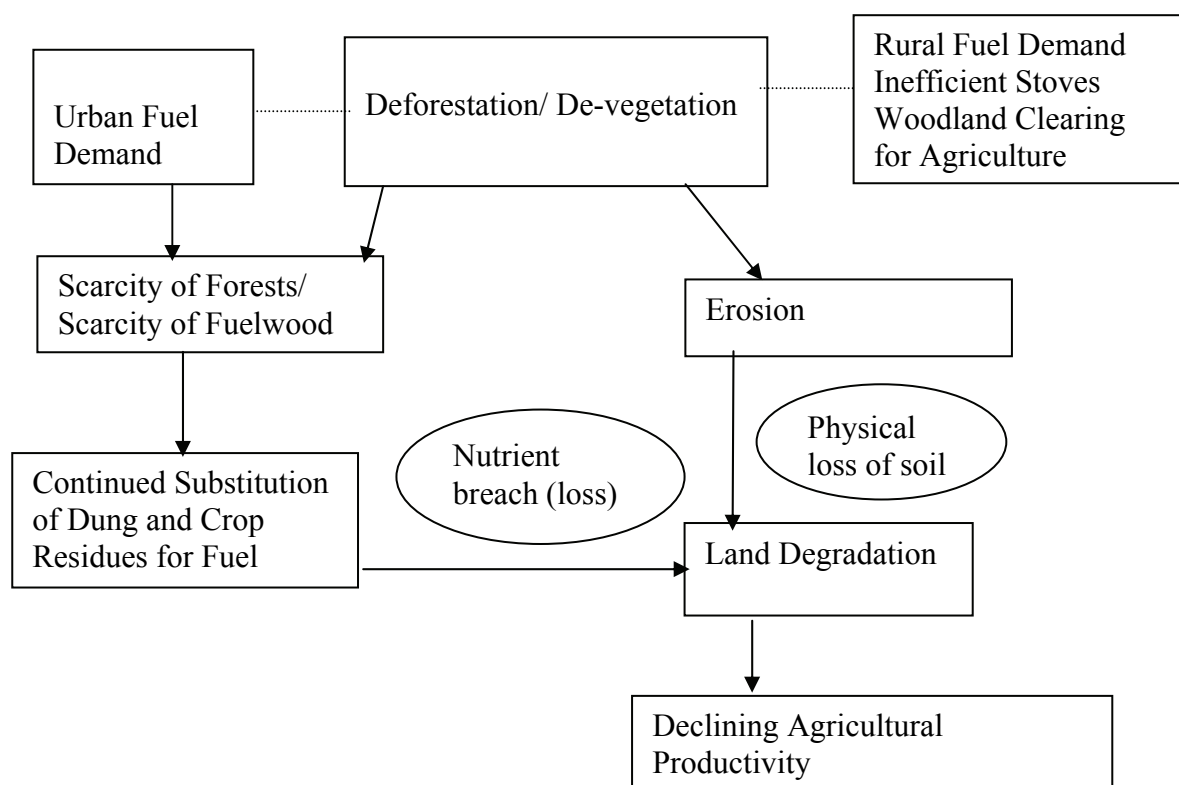 Urban Fuel
Demand
Deforestation/ De-vegetation
Rural Fuel Demand
Inefficient Stoves
Woodland Clearing
for Agriculture
Scarcity of Forests/
Scarcity of Fuelwood
Erosion
Continued Substitution
of Dung and Crop
Residues for Fuel
Nutrient
breach (loss)
Physical
loss of soil
Land Degradation
Declining Agricultural
Productivity